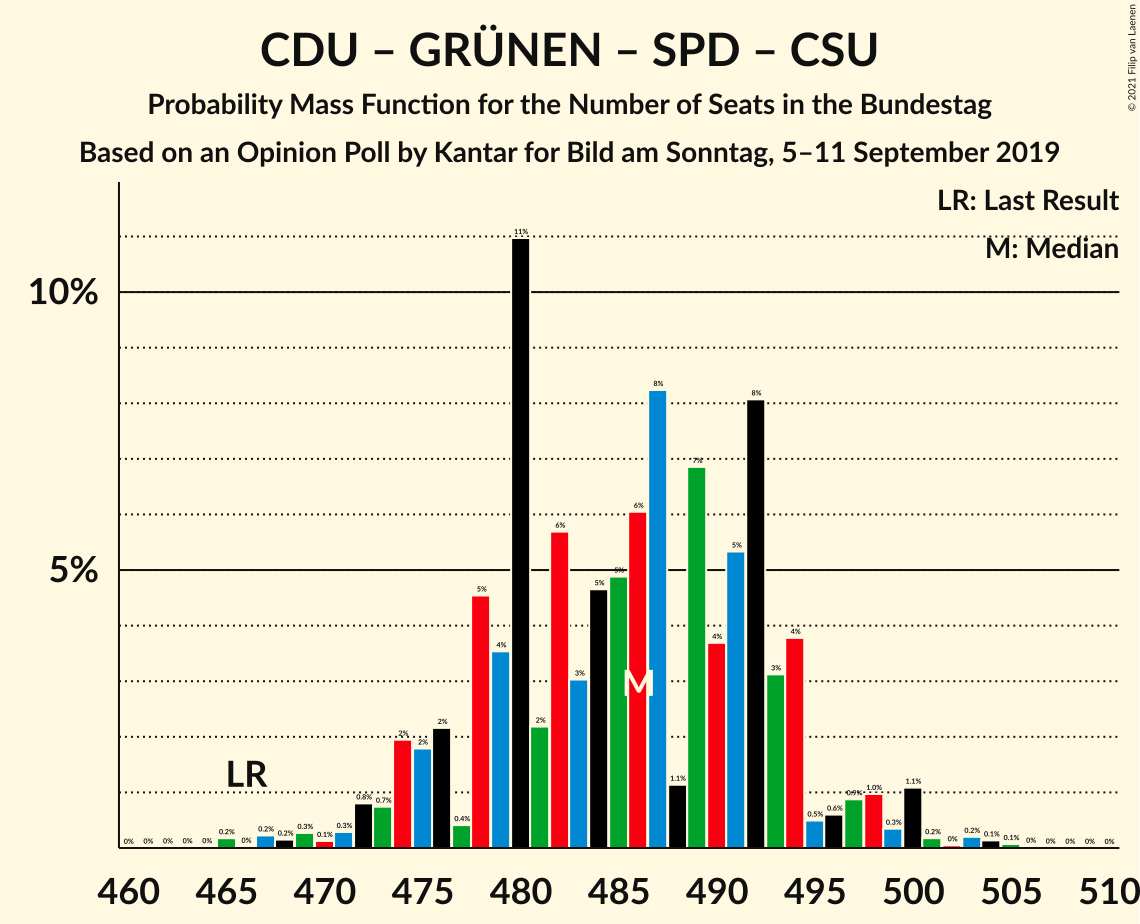 CDU – GRÜNEN – SPD – CSU
Probability Mass Function for the Number of Seats in the Bundestag
Based on an Opinion Poll by Kantar for Bild am Sonntag, 5–11 September 2019
© 2021 Filip van Laenen
LR: Last Result
M: Median
10%
5%
LR
M
0% 0% 0% 0% 0% 0.2% 0% 0.2% 0.2% 0.3% 0.1% 0.3% 0.8% 0.7% 2% 2% 2% 0.4% 5% 4% 11% 2% 6% 3% 5% 5% 6% 8% 1.1% 7% 4% 5% 8% 3% 4% 0.5% 0.6% 0.9% 1.0% 0.3% 1.1% 0.2% 0% 0.2% 0.1% 0.1% 0% 0% 0% 0% 0%
460 465 470 475 480 485 490 495 500 505 510